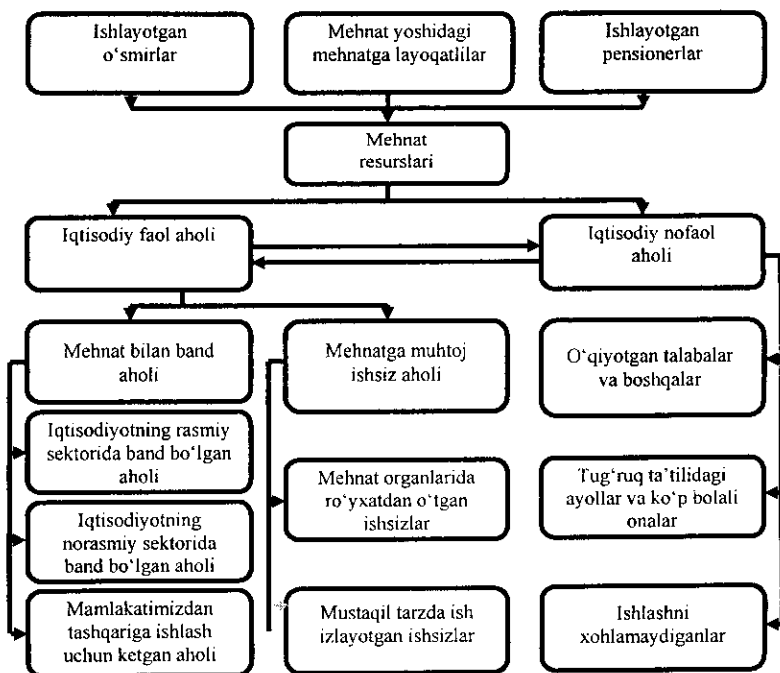 Ishlayotgan
o‘smirlar
Mehnat yoshidagi
mehnatga layoqatlilar
Ishlayotgan
pensionerlar
Mehnat
resurslari
Iqtisodiy faol aholi
Iqtisodiy nofaol
aholi
Mehnat bilan band
aholi
Mehnatga muhtoj
ishsiz aholi
O‘qiyotgan talabalar
va boshqalar
Iqtisodiyotning rasmiy
sektorida band bo‘lgan
aholi
Mehnat organlarida
ro‘yxatdan o‘tgan
ishsizlar
Tug‘ruq ta’tilidagi
ayollar va ko‘p bolali
onalar
Iqtisodiyotning
norasmiy sektorida
band bo‘lgan aholi
Mamlakatimizdan
tashqariga ishlash
uchun ketgan aholi
Mustaqil tarzda ish
izlayotgan ishsizlar
Ishlashni
xohlamaydiganlar